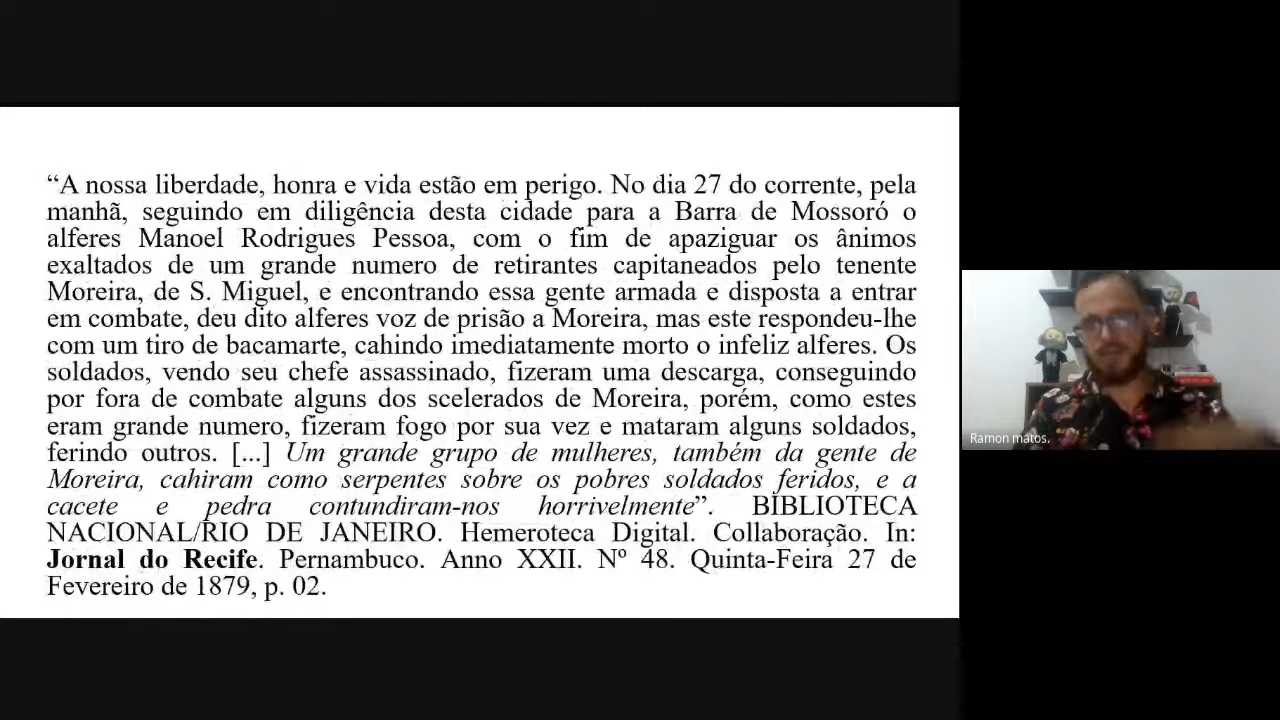 “A nossa liberdade, honra e vida estão em perigo. No dia 27 do corrente, pela
manhã, seguindo em diligência desta cidade para a Barra de Mossoró o
alferes Manoel Rodrigues Pessoa, com o fim de apaziguar os ânimos
exaltados de um grande numero de retirantes capitaneados pelo tenente
Moreira, de S. Miguel, e encontrando essa gente armada e disposta a entrar
em combate, deu dito alferes voz de prisão a Moreira, mas este respondeu-lhe
com um tiro de bacamarte, cahindo imediatamente morto o infeliz alferes. Os
soldados, vendo seu chefe assassinado, fizeram uma descarga, conseguindo
por fora de combate alguns dos scelerados de Moreira, porém, como estes
eram grande numero, fizeram fogo por sua vez e mataram alguns soldados,
ferindo outros. [...] Um grande grupo de mulheres, também da gente de
Moreira, cahiram como serpentes sobre os pobres soldados feridos, e a
cacete e pedra contundiram-nos horrivelmente”. BIBLIOTECA
NACIONAL/RIO DE JANEIRO. Hemeroteca Digital. Collaboração. In:
Jornal do Recife. Pernambuco. Anno XXII. Nº 48. Quinta-Feira 27 de
Fevereiro de 1879, p. 02.
Ramon matos.